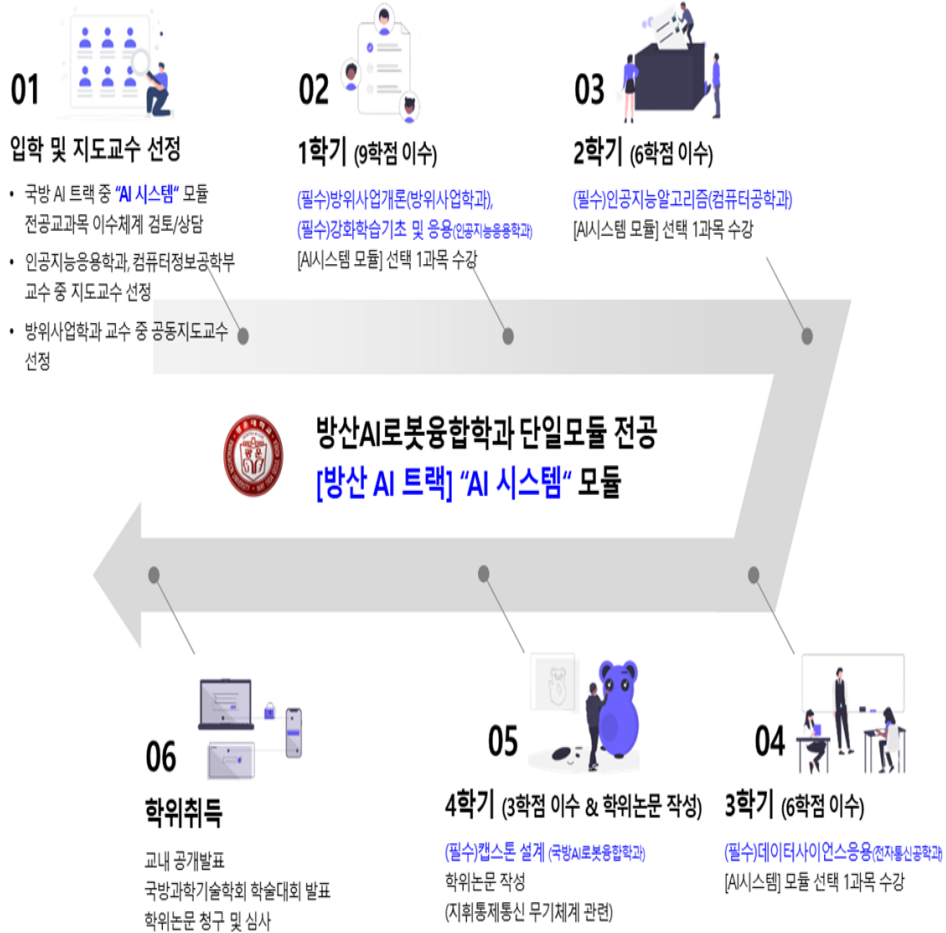 01
입학 및 지도교수 선정
• 국방 AI 트랙 중 “AI 시스템“ 모듈
전공교과목 이수체계 검토/상담
• 인공지능응용학과, 컴퓨터정보공학부
교수 중 지도교수 선정
• 방위사업학과 교수 중 공동지도교수
선정
02
1학기 (9학점 이수)
(필수)방위사업개론(방위사업학과),
(필수)강화학습기초 및 응용(인공지능응용학과)
[AI시스템 모듈] 선택 1과목 수강
03
2학기 (6학점 이수)
(필수)인공지능알고리즘(컴퓨터공학과)
[AI시스템 모듈] 선택 1과목 수강
방산AI로봇융합학과 단일모듈 전공
[방산 AI 트랙] “AI 시스템“ 모듈
04
3학기 (6학점 이수)
(필수)데이터사이언스응용(전자통신공학과)
[AI시스템] 모듈 선택 1과목 수강
05
4학기 (3학점 이수 & 학위논문 작성)
(필수)캡스톤 설계 (국방AI로봇융합학과)
학위논문 작성
(지휘통제통신 무기체계 관련)
06
학위취득
교내 공개발표
국방과학기술학회 학술대회 발표
학위논문 청구 및 심사